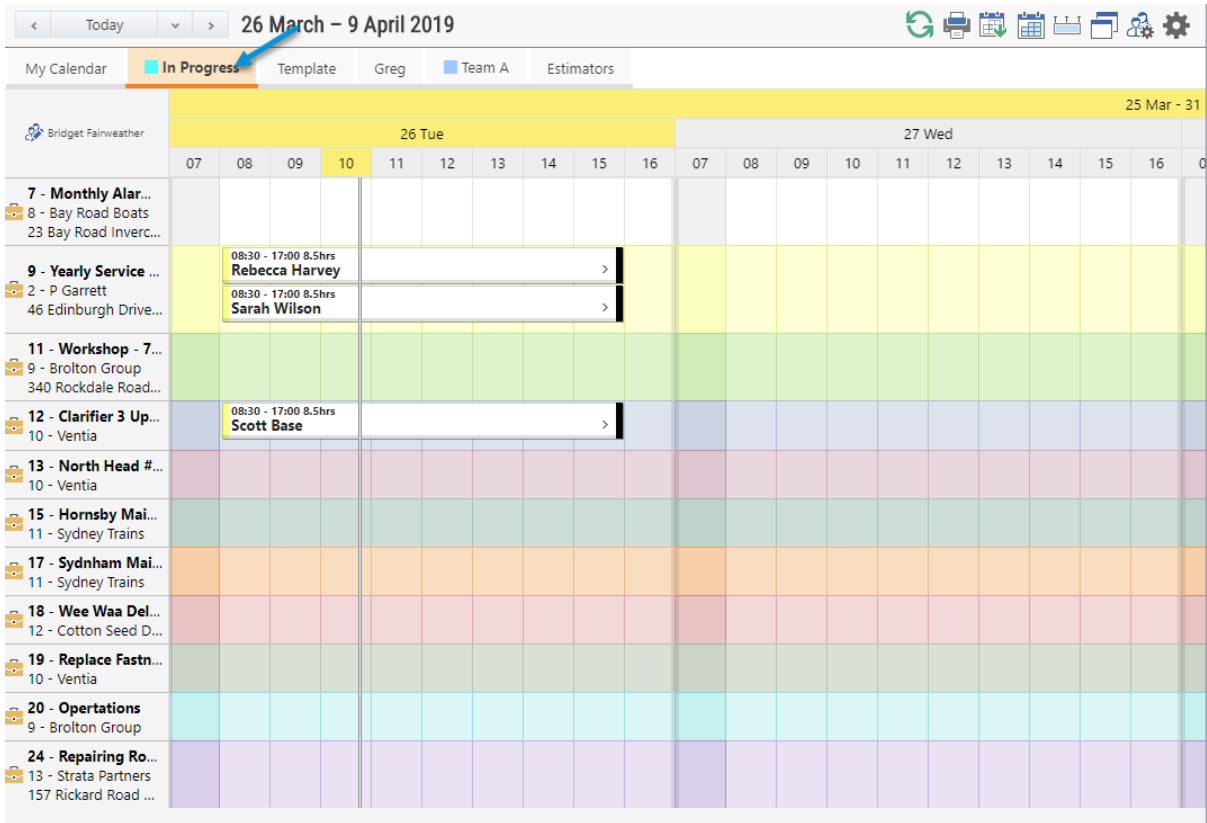 Today
26 March – 9 April 2019
My Calendar In Progress Template Greg Team A Estimators
25 Mar - 31
Bridget Fairweather
26 Tue 27 Wed
07 08 09 10 11 12 13 14 15 16 07 08 09 10 11 12 13 14 15 16 0
7 - Monthly Alar...
8 - Bay Road Boats
23 Bay Road Inverc...
9 - Yearly Service ...
2 - P Garrett
46 Edinburgh Drive...
08:30 - 17:00 8.5hrs
Rebecca Harvey
08:30 - 17:00 8.5hrs
Sarah Wilson
11 - Workshop - 7...
9 - Brolton Group
340 Rockdale Road...
12 - Clarifier 3 Up...
10 - Ventia
08:30 - 17:00 8.5hrs
Scott Base
13 - North Head #...
10 - Ventia
15 - Hornsby Mai...
11 - Sydney Trains
17 - Sydnham Mai...
11 - Sydney Trains
18 - Wee Waa Del...
12 - Cotton Seed D...
19 - Replace Fastn...
10 - Ventia
20 - Opertations
9 - Brolton Group
24 - Repairing Ro...
13 - Strata Partners
157 Rickard Road ...